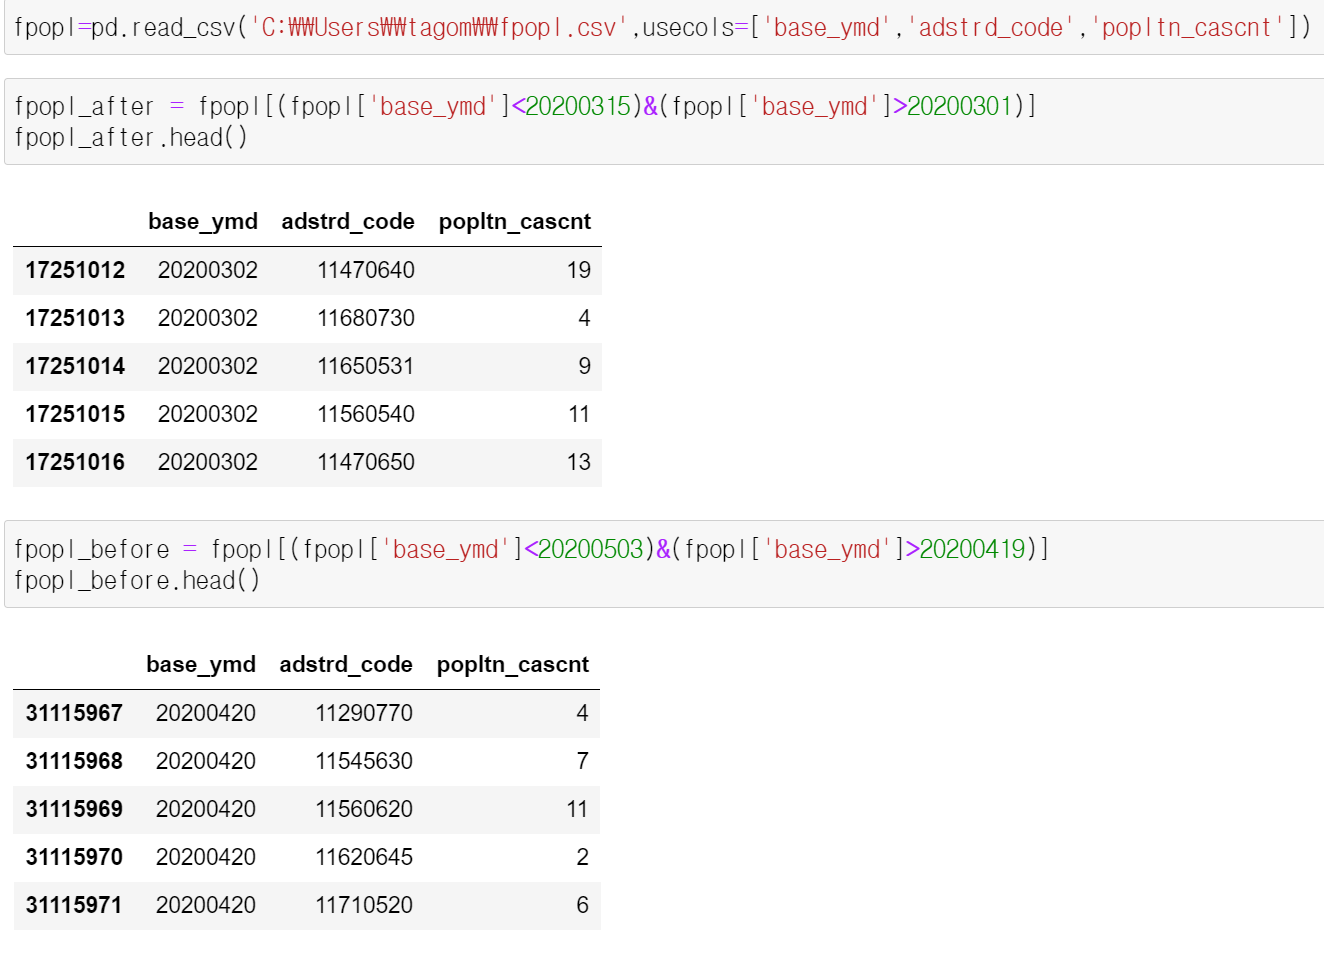 fpopl=pd.read_csv('C:₩₩Users₩₩tagom₩₩fpopl.csv',usecols=['base_ymd','adstrd_code','popltn_cascnt'])
fpopl_after = fpopl[(fpopl['base_ymd']<20200315)&(fpopl['base_ymd']>20200301)]
fpopl_after.head()
base_ymd adstrd_code popltn_cascnt
17251012 20200302 11470640 19
17251013 20200302 11680730 4
17251014 20200302 11650531 9
17251015 20200302 11560540 11
17251016 20200302 11470650 13
fpopl_before = fpopl[(fpopl['base_ymd']<20200503)&(fpopl['base_ymd']>20200419)]
fpopl_before.head()
base_ymd adstrd_code popltn_cascnt
31115967 20200420 11290770 4
31115968 20200420 11545630 7
31115969 20200420 11560620 11
31115970 20200420 11620645 2
31115971 20200420 11710520 6